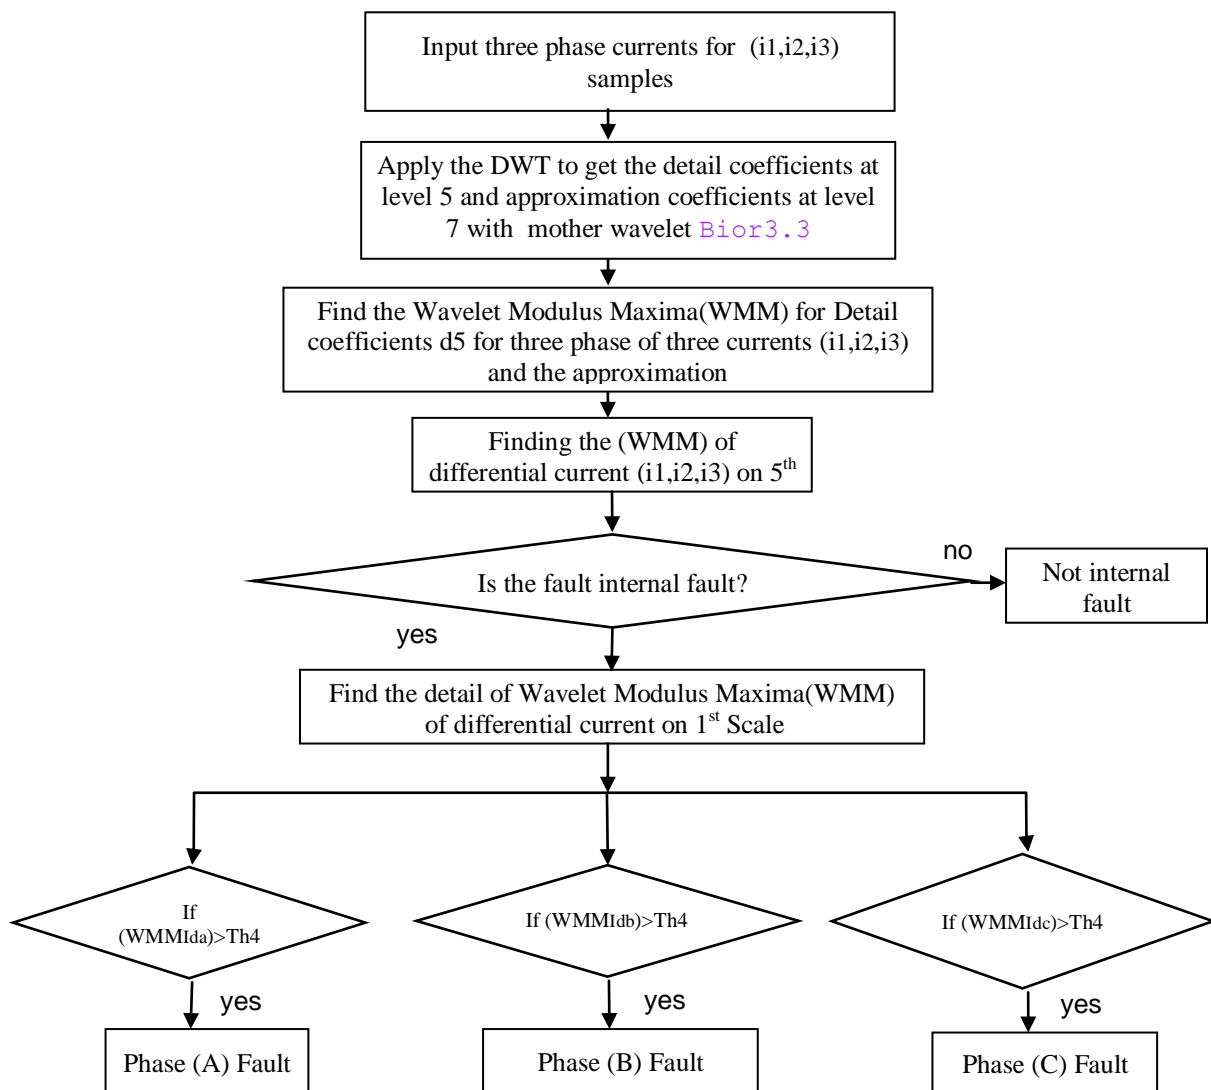 Input three phase currents for (i1,i2,i3)
samples
Apply the DWT to get the detail coefficients at
level 5 and approximation coefficients at level
7 with mother wavelet Bior3.3
Find the Wavelet Modulus Maxima(WMM) for Detail
coefficients d5 for three phase of three currents (i1,i2,i3)
and the approximation
Finding the (WMM) of
differential current (i1,i2,i3) on 5th
Is the fault internal fault?
no
Not internal
fault
yes
Find the detail of Wavelet Modulus Maxima(WMM)
of differential current on 1st Scale
If
(WMMIda)>Th4
If (WMMIdb)>Th4
If (WMMIdc)>Th4
yes
yes
yes
Phase (A) Fault
Phase (B) Fault
Phase (C) Fault